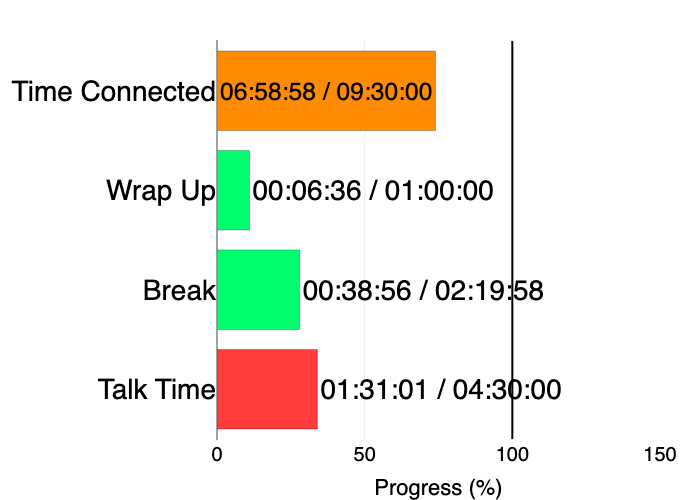 Time Connected 06:58:58 / 09:30:00
Wrap Up 00:06:36 / 01:00:00
Break 00:38:56 / 02:19:58
Talk Time 01:31:01 / 04:30:00
0 50 100 150
Progress (%)